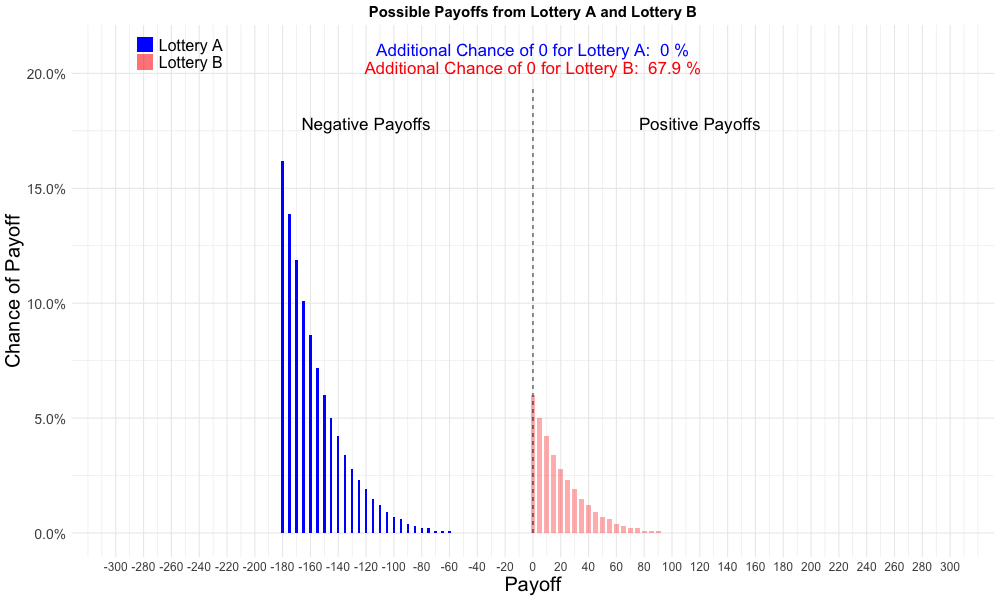 Possible Payoffs from Lottery A and Lottery B
Lottery A
Lottery B
Additional Chance of 0 for Lottery A:  0 %
Additional Chance of 0 for Lottery B:  67.9 %
Negative Payoffs
Positive Payoffs
Chance of Payoff
20.0%
15.0%
10.0%
5.0%
0.0%
-300 -280 -260 -240 -220 -200 -180 -160 -140 -120 -100 -80 -60 -40 -20 0 20 40 60 80 100 120 140 160 180 200 220 240 260 280 300
Payoff